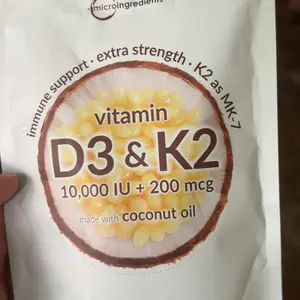 microingredients
immune support · extra strength · K2 as MK-7
vitamin
D3 & K2
10,000 IU + 200 mcg
made with coconut oil